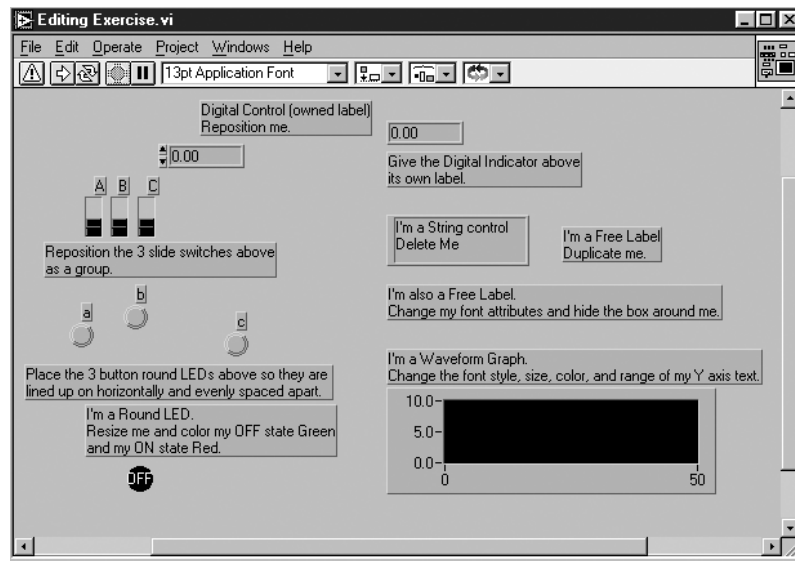 Editing Exercise.vi
File Edit Operate Project Windows Help
13pt Application Font
Digital Control (owned label)
Reposition me.
0.00
0.00
Give the Digital Indicator above
its own label.
A B C
Reposition the 3 slide switches above
as a group.
I'm a String control
Delete Me
I'm a Free Label
Duplicate me.
a
b
c
I'm also a Free Label.
Change my font attributes and hide the box around me.
Place the 3 button round LEDs above so they are
lined up on horizontally and evenly spaced apart.
I'm a Waveform Graph.
Change the font style, size, color, and range of my Y axis text.
I'm a Round LED.
Resize me and color my OFF state Green
and my ON state Red.
OFF
10.0
5.0
0.0
0 50